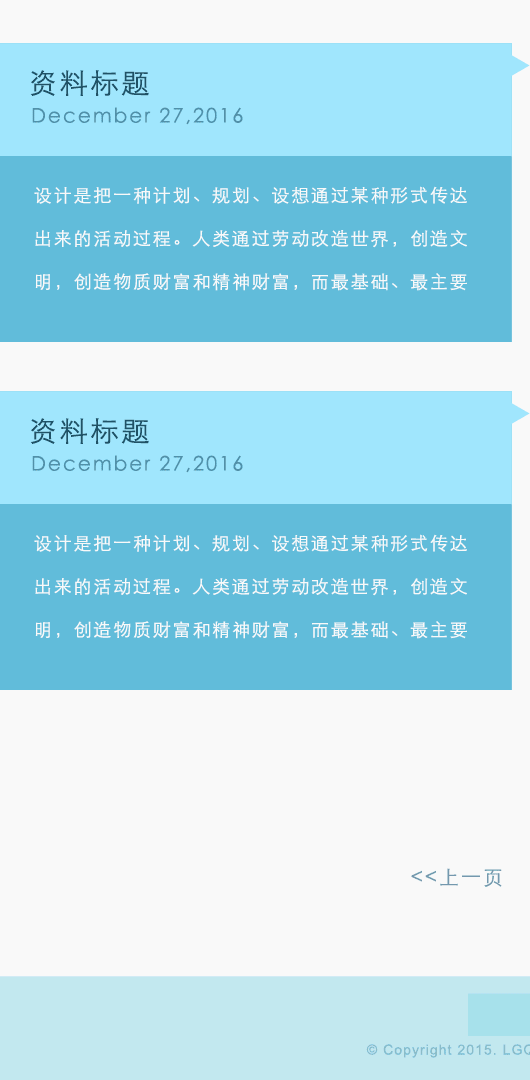 资料标题
December 27,2016
设计是把一种计划、规划、设想通过某种形式传达
出来的活动过程。人类通过劳动改造世界，创造文
明，创造物质财富和精神财富，而最基础、最主要
资料标题
December 27,2016
设计是把一种计划、规划、设想通过某种形式传达
出来的活动过程。人类通过劳动改造世界，创造文
明，创造物质财富和精神财富，而最基础、最主要
<<上一页
© Copyright 2015. LG